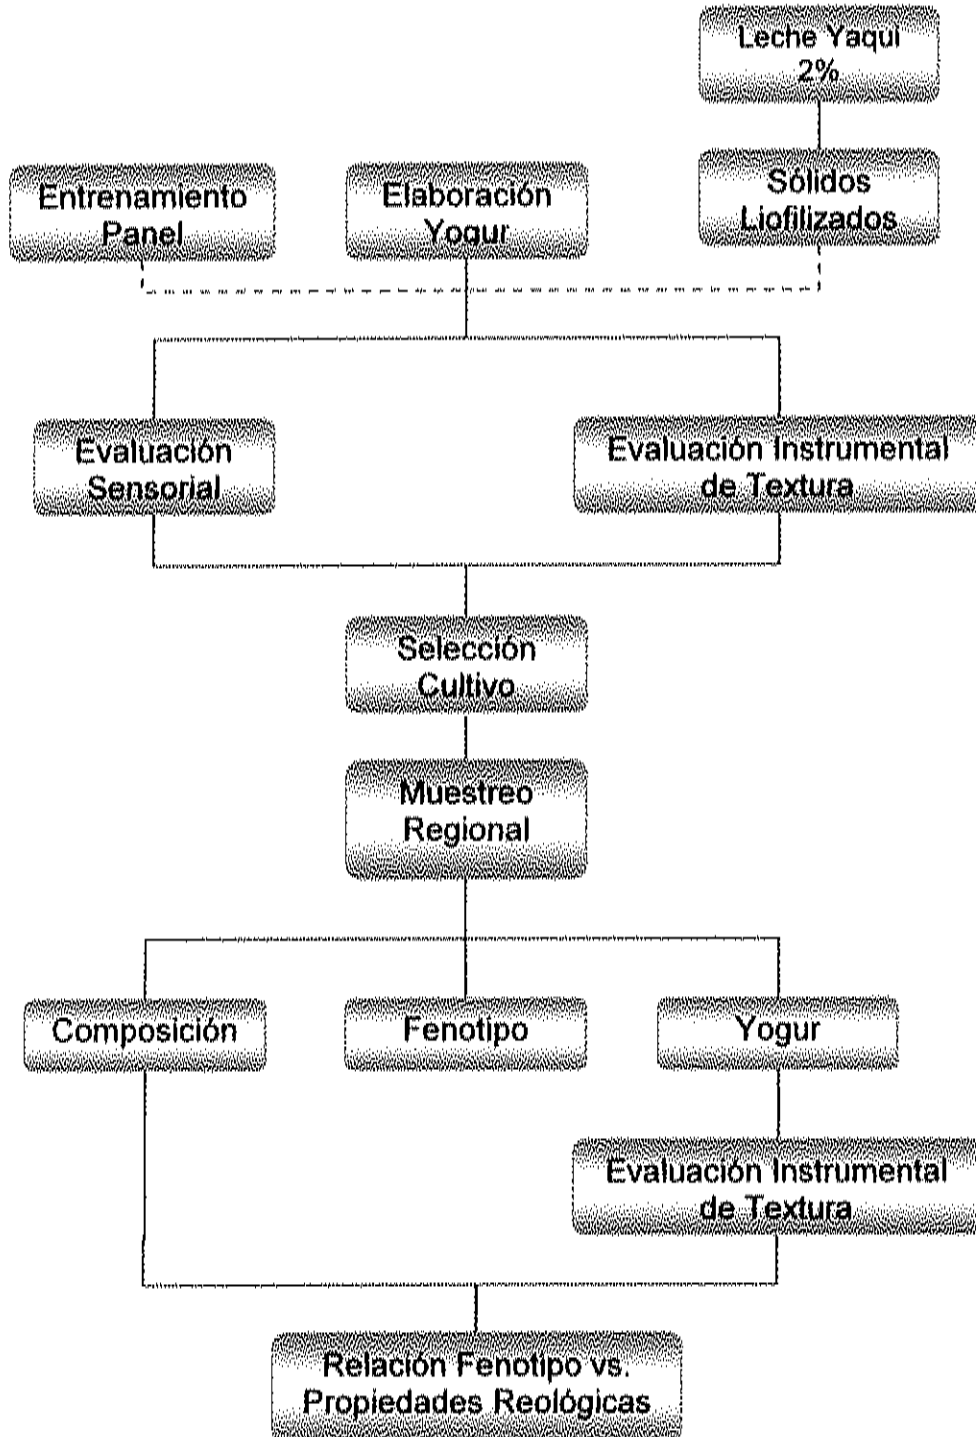 Leche Yaqui
2%
Entrenamiento
Panel
Elaboración
Yogur
Sólidos
Liofilizados
Evaluación
Sensorial
Evaluación Instrumental
de Textura
Selección
Cultivo
Muestreo
Regional
Composición
Fenotipo
Yogur
Evaluación Instrumental
de Textura
Relación Fenotipo vs.
Propiedades Reológicas